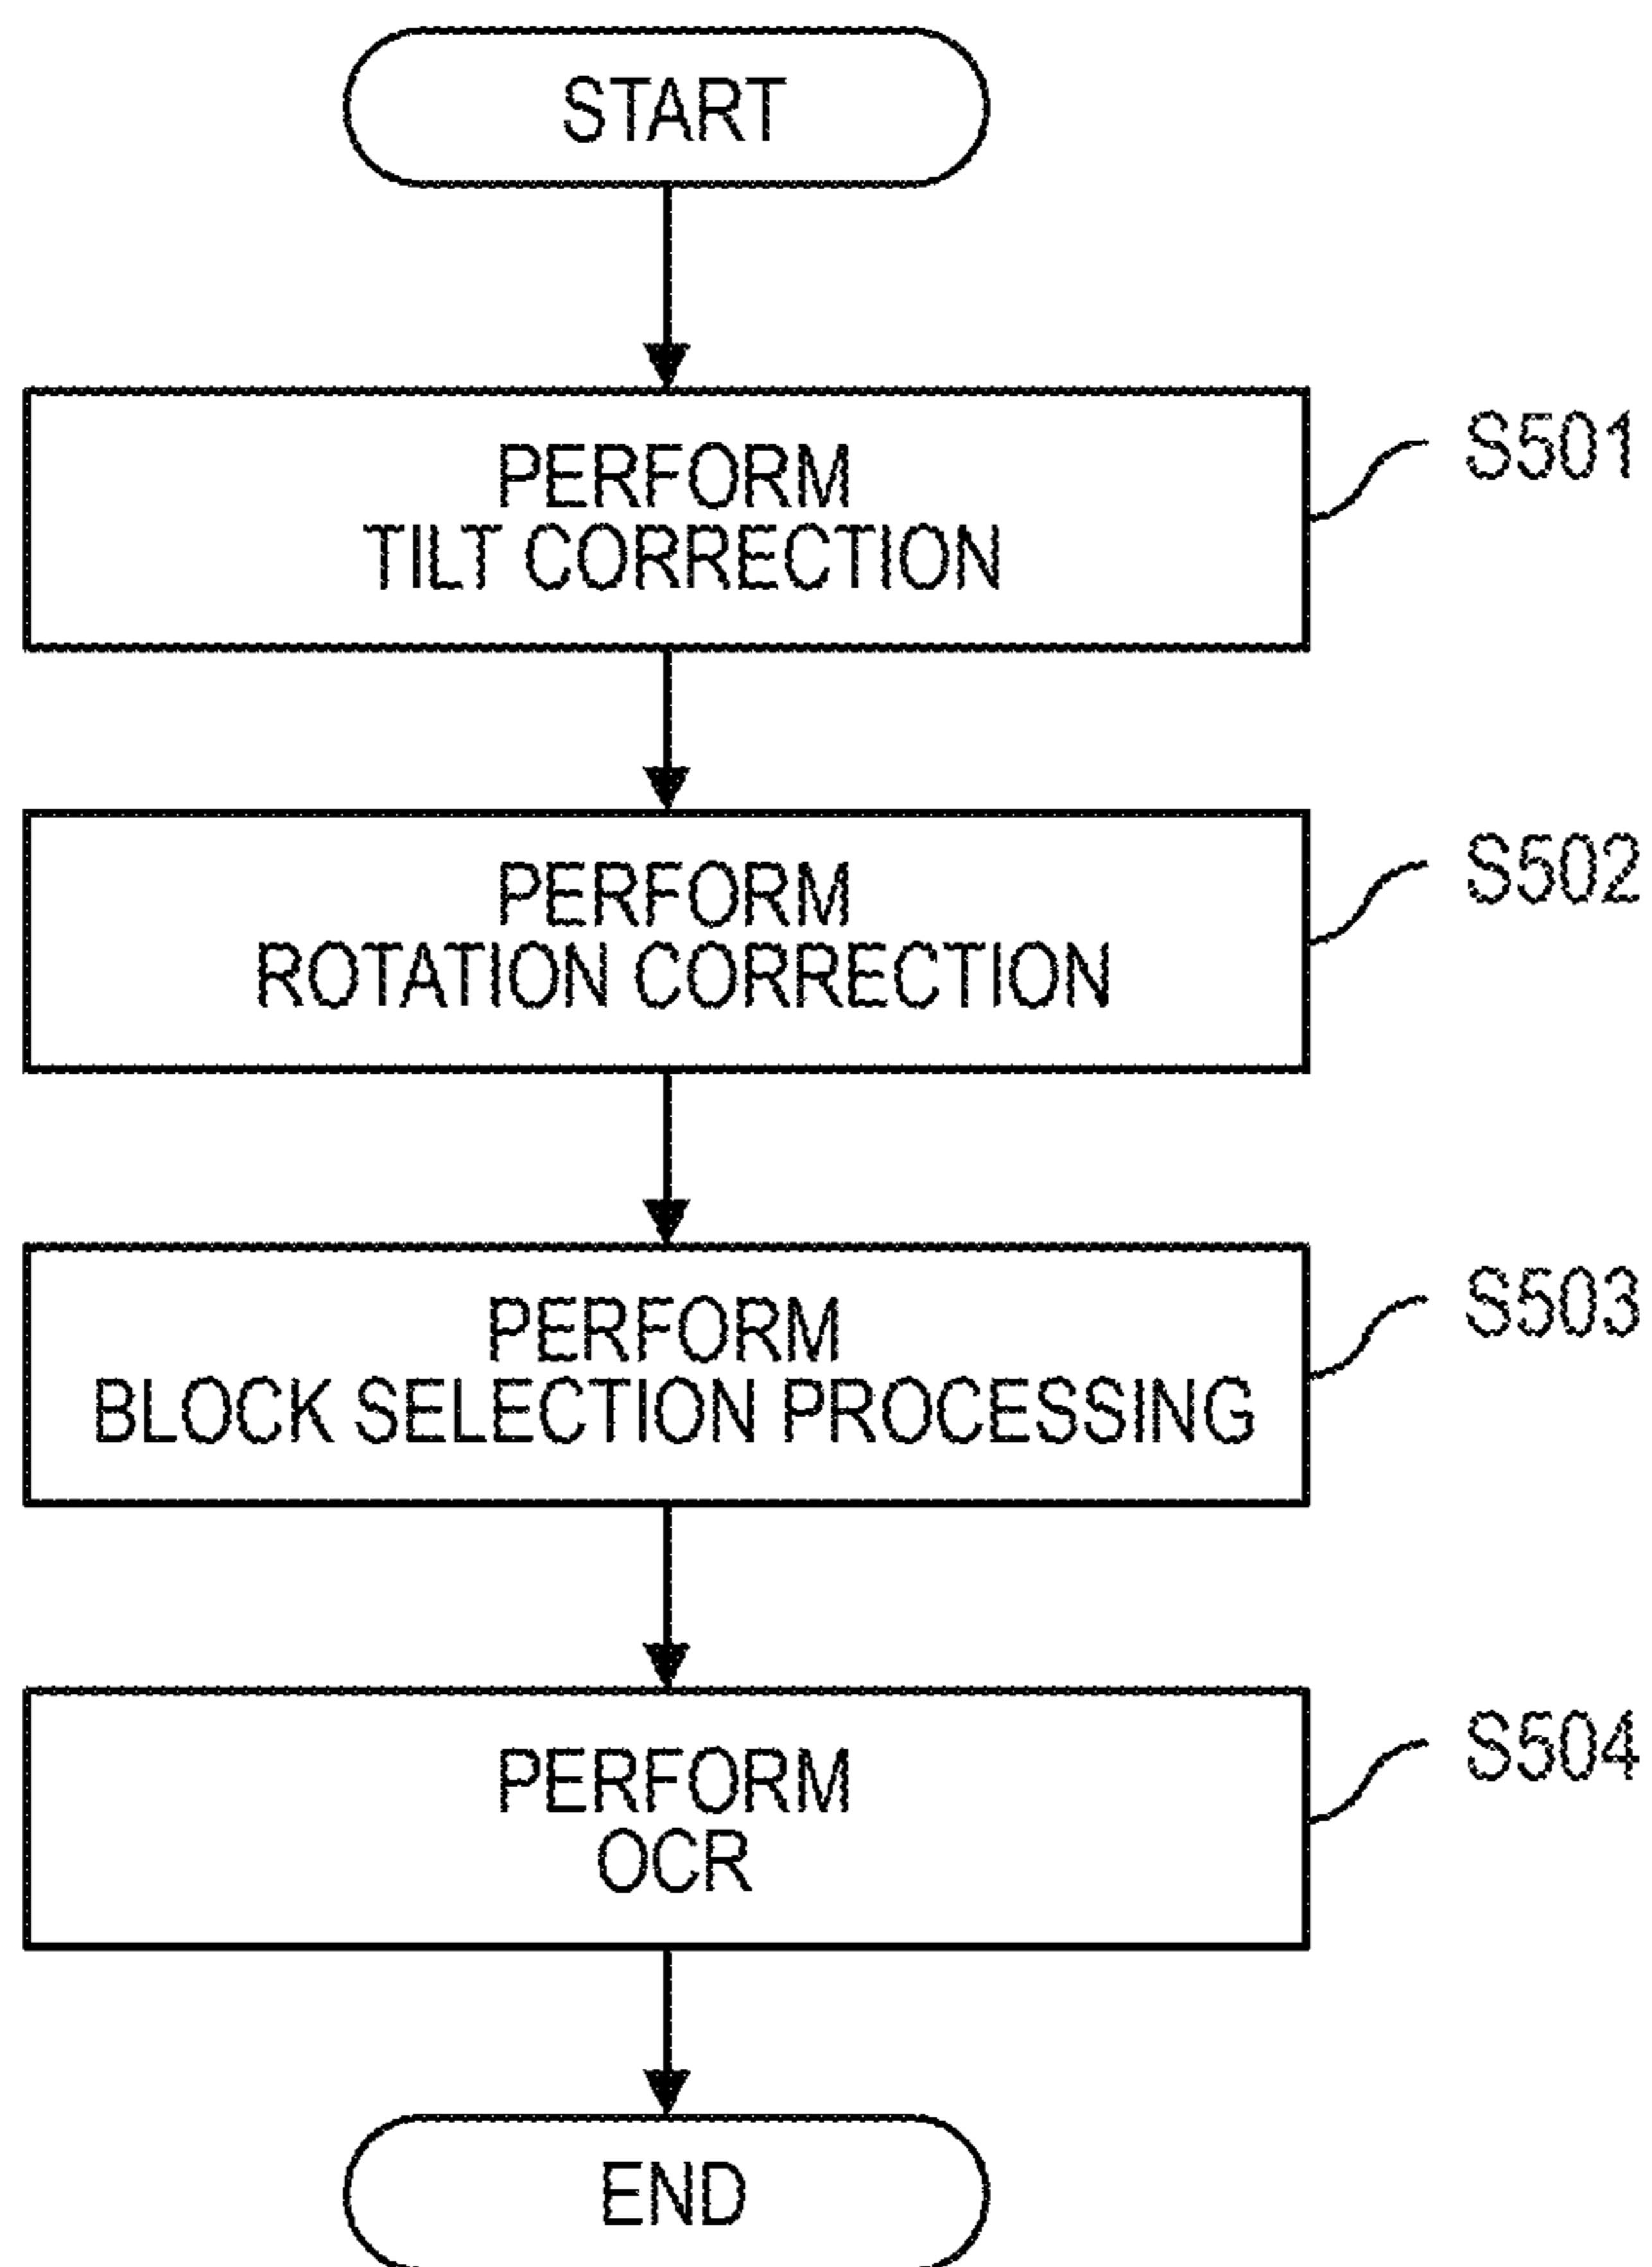 START
PERFORM
TILT CORRECTION
S501
PERFORM
ROTATION CORRECTION
S502
PERFORM
BLOCK SELECTION PROCESSING
S503
PERFORM
OCR
S504
END